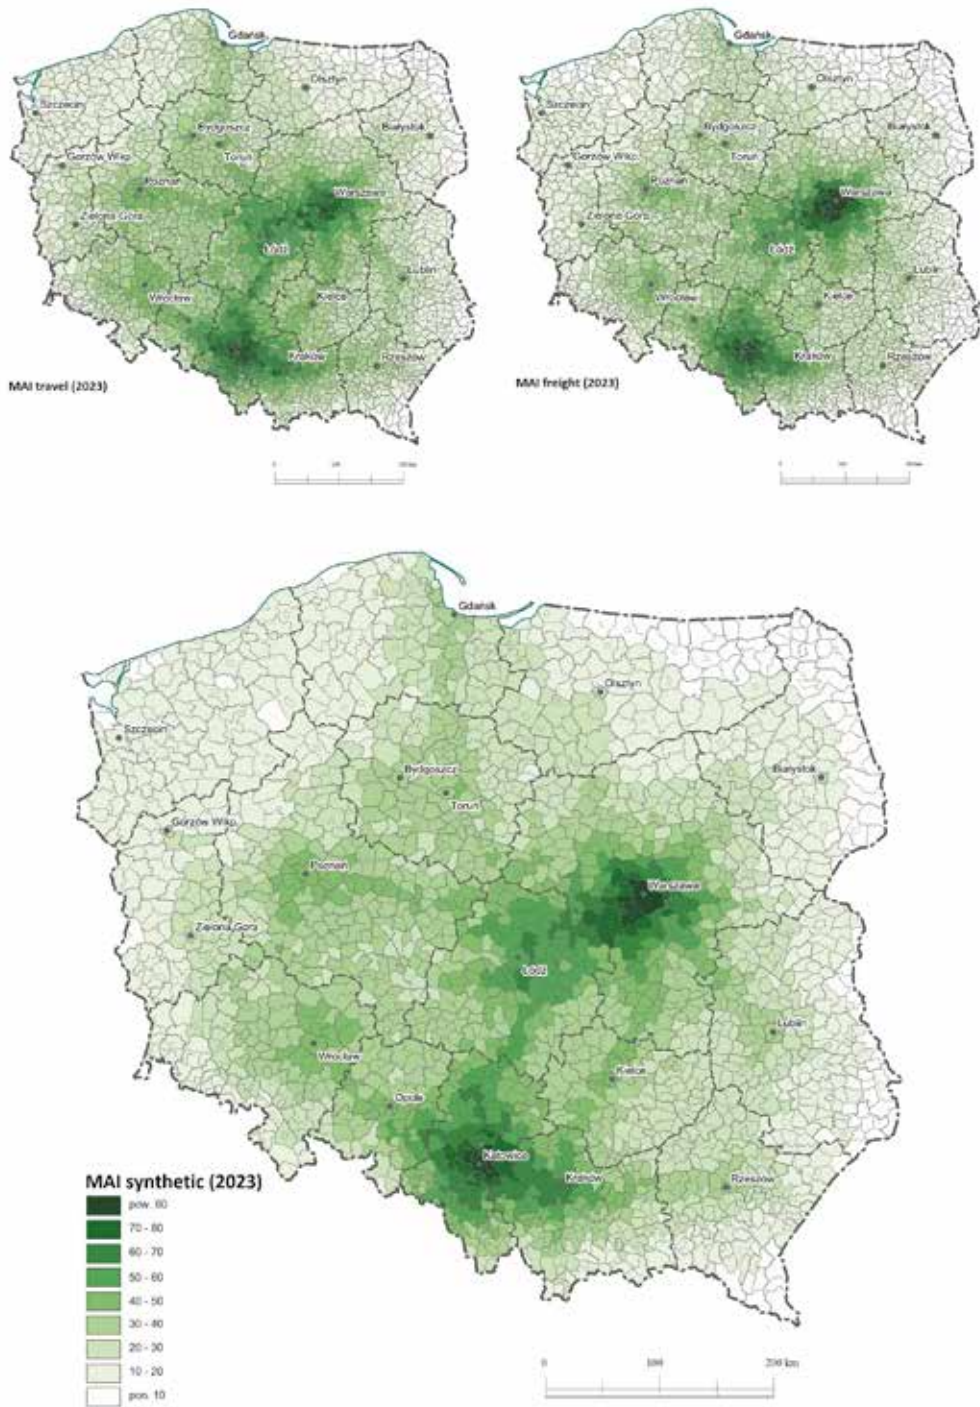 Gdańsk
Olsztyn
Szczecin
Bydgoszcz
Białystok
Toruń
Gorzów Wlkp.
Poznań
Warszawa
Zielona Góra
Łódź
Lublin
Wrocław
Kielce
Kraków
Rzeszów
MAI travel (2023)
Gdańsk
Olsztyn
Szczecin
Bydgoszcz
Białystok
Toruń
Gorzów Wlkp.
Poznań
Warszawa
Zielona Góra
Łódź
Lublin
Wrocław
Kielce
Kraków
Rzeszów
MAI freight (2023)
Gdańsk
Olsztyn
Szczecin
Bydgoszcz
Białystok
Toruń
Gorzów Wlkp.
Poznań
Warszawa
Zielona Góra
Łódź
Lublin
Wrocław
Kielce
Opole
Katowice
Kraków
Rzeszów
MAI synthetic (2023)
pow. 80
70 - 80
60 - 70
50 - 60
40 - 50
30 - 40
20 - 30
10 - 20
pon. 10
0 100 200 km